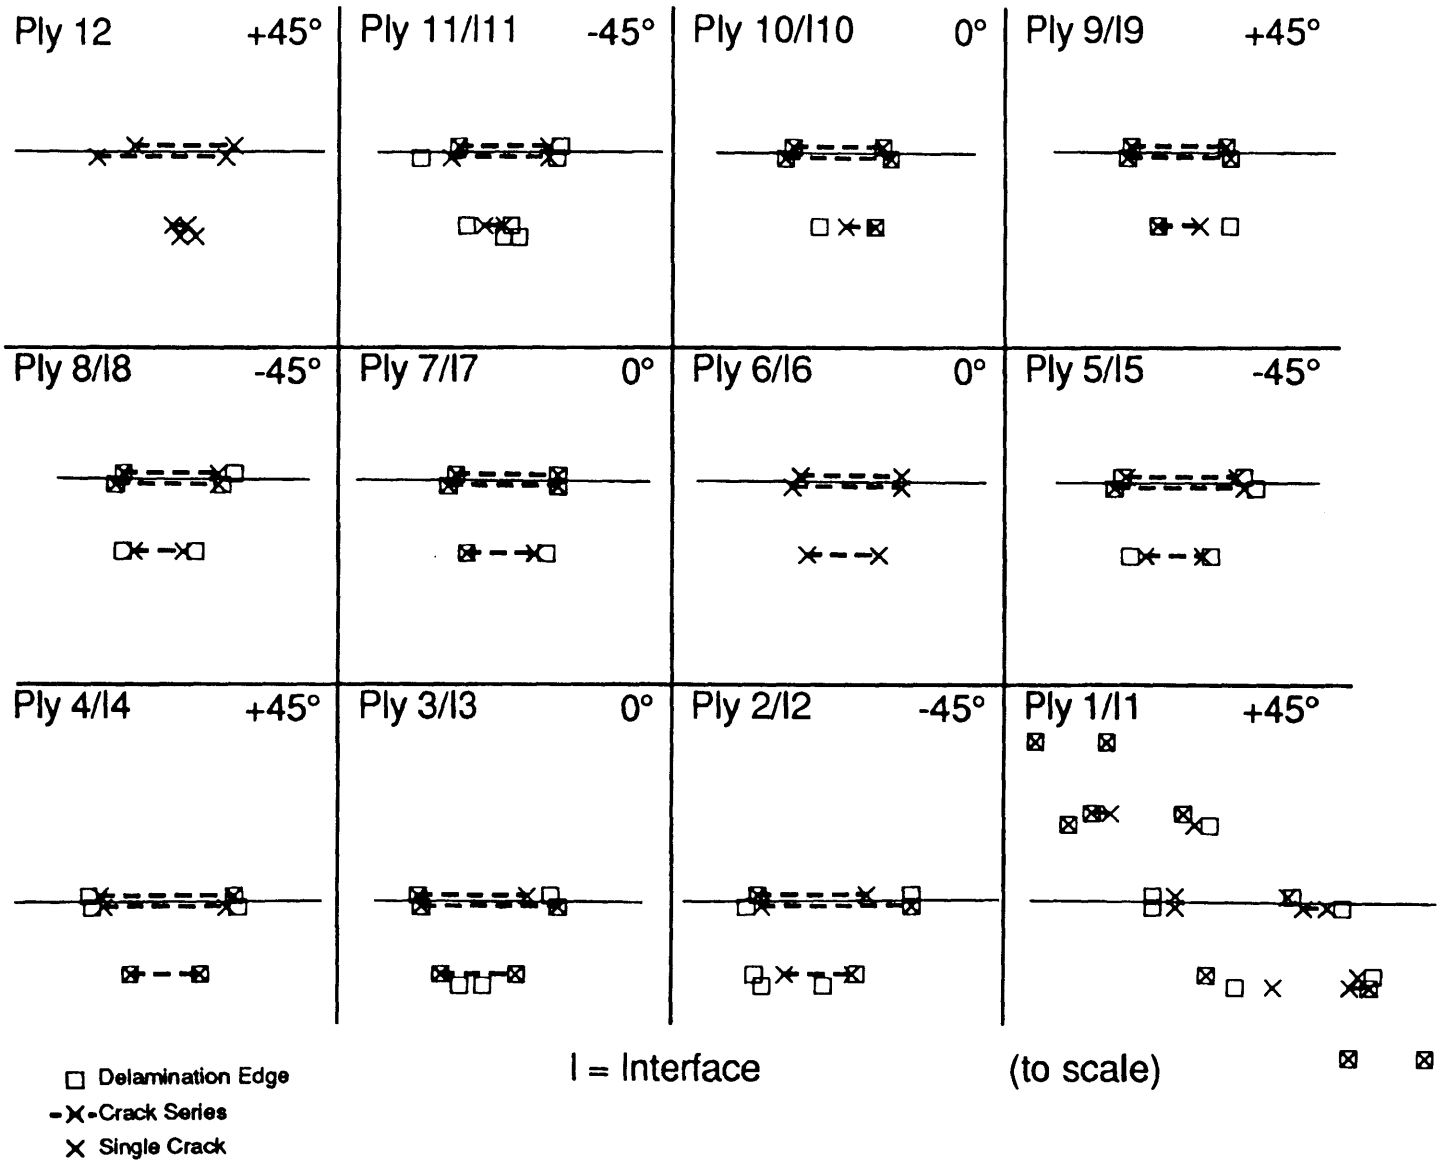 Ply 12 +45° Ply 11/I11 -45° Ply 10/I10 0° Ply 9/I9 +45°
Ply 8/I8 -45° Ply 7/I7 0° Ply 6/I6 0° Ply 5/I5 -45°
Ply 4/I4 +45° Ply 3/I3 0° Ply 2/I2 -45° Ply 1/I1 +45°
I = Interface (to scale)
Delamination Edge
Crack Series
Single Crack